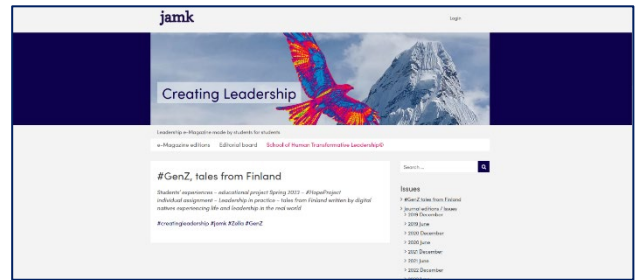 jamk
Login
Creating Leadership
Leadership e-Magazine made by students for students
e-Magazine editions Editorial board School of Human Transformative Leadership©
#GenZ, tales from Finland
Students' experiences – educational project Spring 2023 – #HopeProject
individual assignment – Leadership in practice – tales from Finland written by digital
natives experiencing life and leadership in the real world
#creatingleadership #jamk #Zalis #GenZ
Search …
Issues
#GenZ tales from Finland
Journal editions / Issues
2019 December
2019 June
2020 December
2020 June
2021 December
2021 June
2022 December